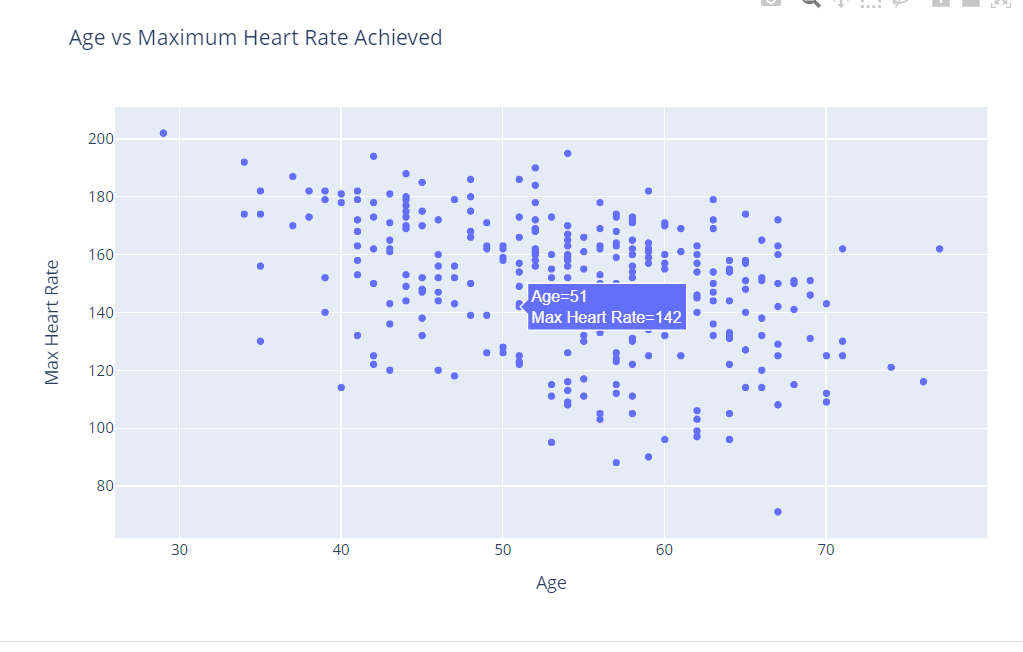 Age vs Maximum Heart Rate Achieved
200
180
160
140
120
100
80
Max Heart Rate
Age=51
Max Heart Rate=142
30 40 50 60 70
Age